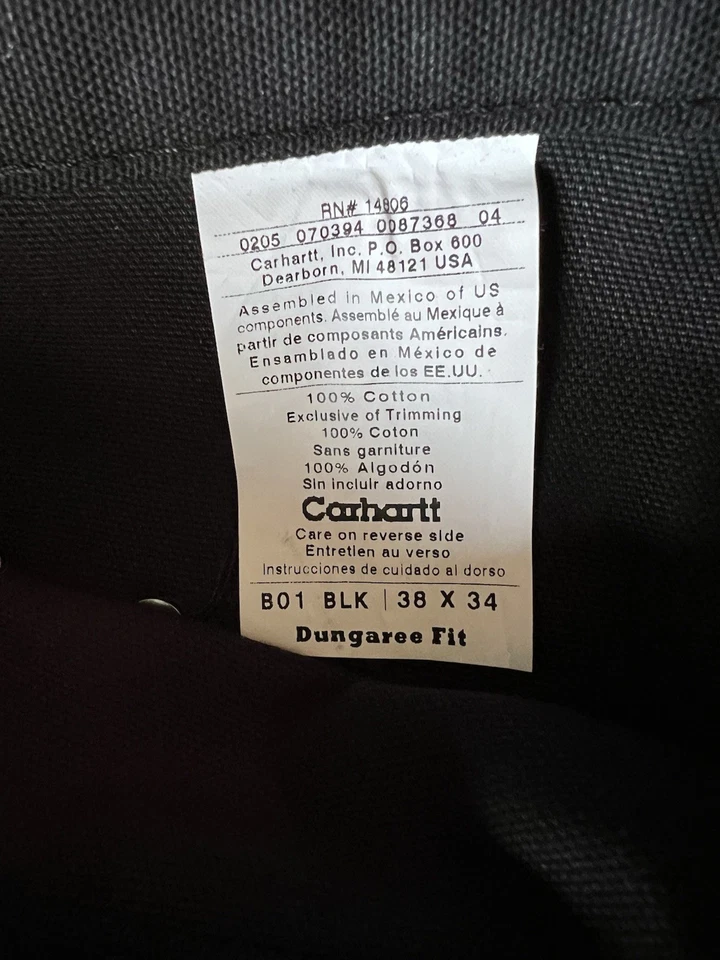 RN# 14806
0205 070394 0087368 04
Carhartt, Inc. P.O. Box 600
Dearborn, MI 48121 USA
Assembled in Mexico of US
components. Assemblé au Mexique à
partir de composants Américains.
Ensamblado en México de
componentes de los EE.UU.
100% Cotton
Exclusive of Trimming
100% Coton
Sans garniture
100% Algodón
Sin incluir adorno
Carhartt
Care on reverse side
Entretien au verso
Instrucciones de cuidado al dorso
B01 BLK | 38 X 34
Dungaree Fit